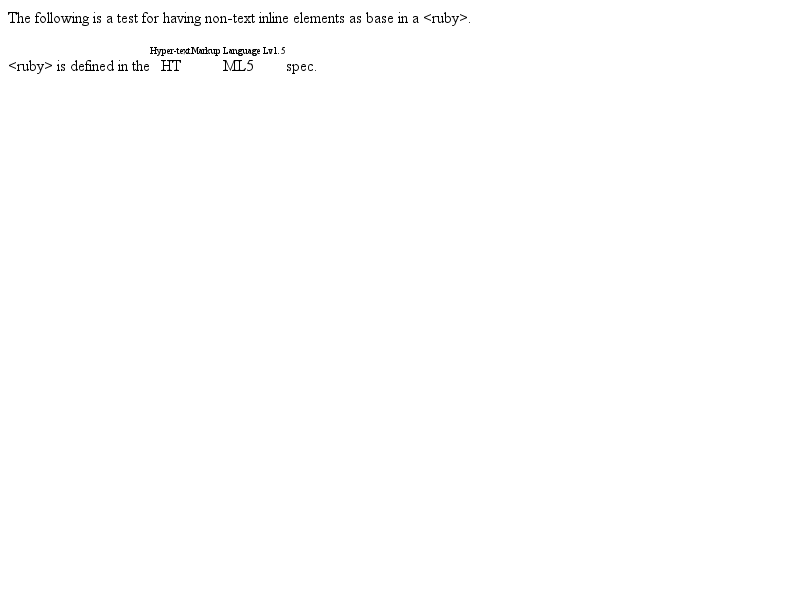 The following is a test for having non-text inline elements as base in a <ruby>.
Hyper-textMarkup Language Lv1.5
<ruby> is defined in the HT ML5 spec.